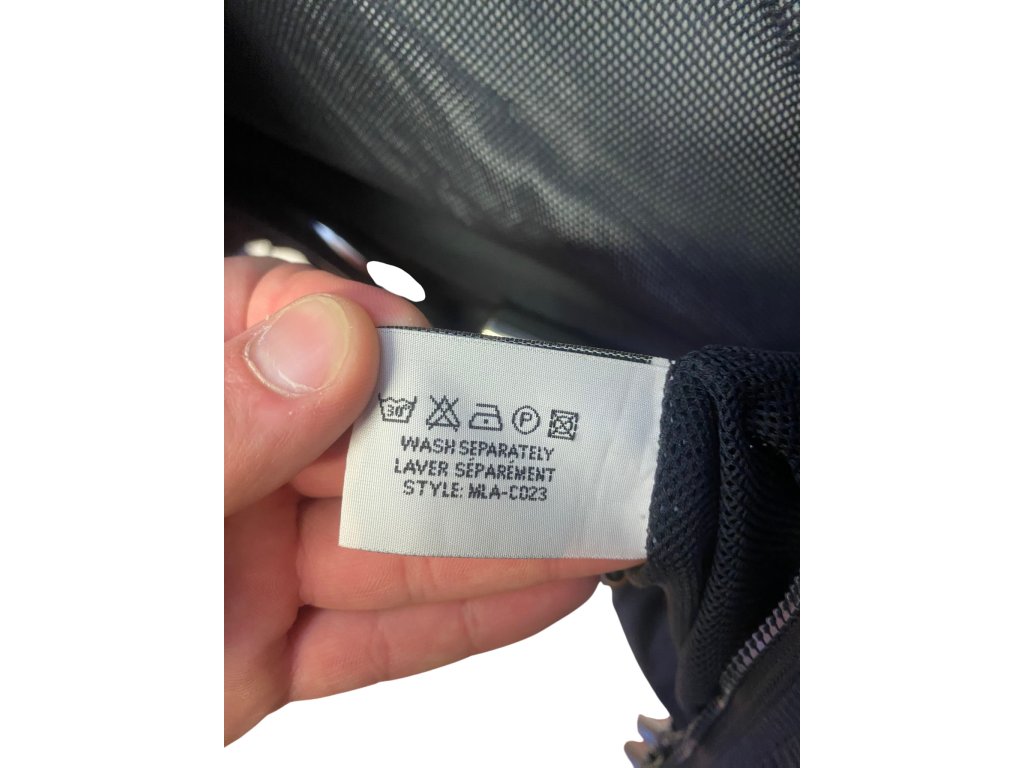 30°
P
WASH SEPARATELY
LAVER SÉPARÉMENT
STYLE: MLA-C023